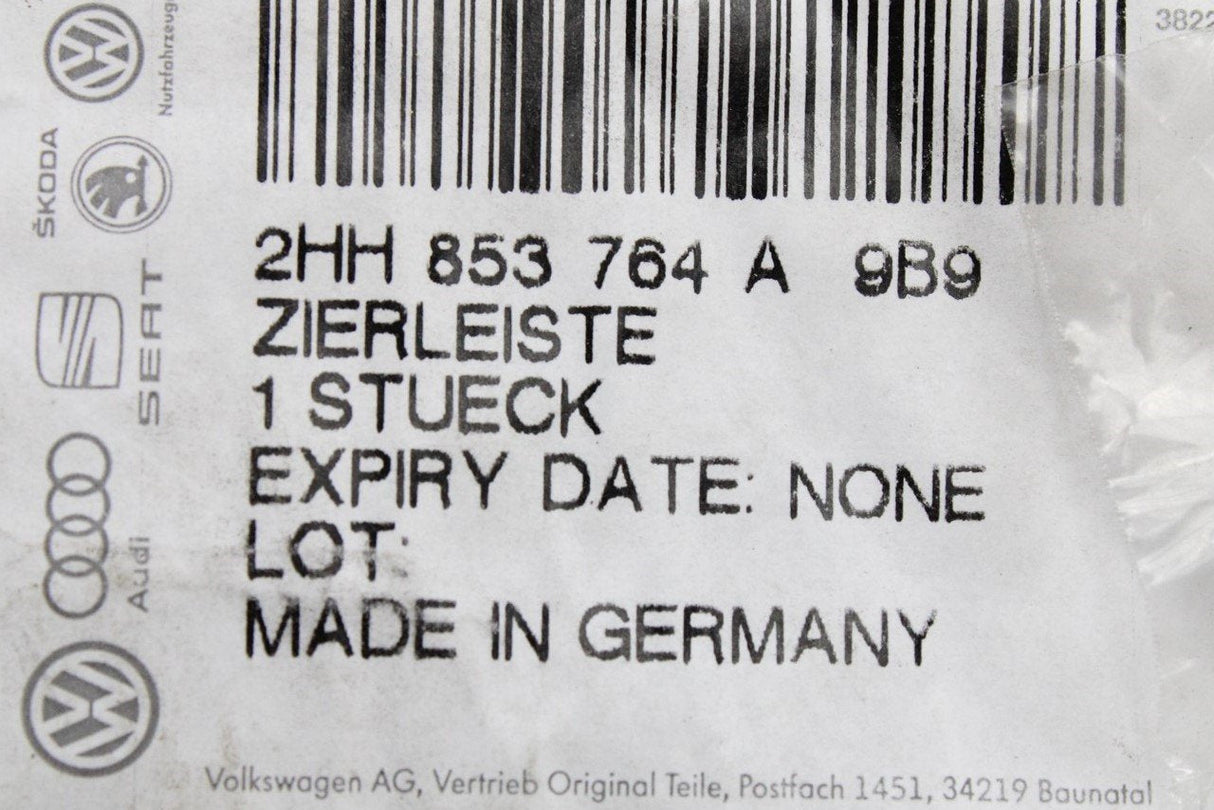 3822
Nutzfahrzeug
ŠKODA
SEAT
Audi
2HH 853 764 A 9B9
ZIERLEISTE
1 STUECK
EXPIRY DATE: NONE
LOT:
MADE IN GERMANY
Volkswagen AG, Vertrieb Original Teile, Postfach 1451, 34219 Baunatal